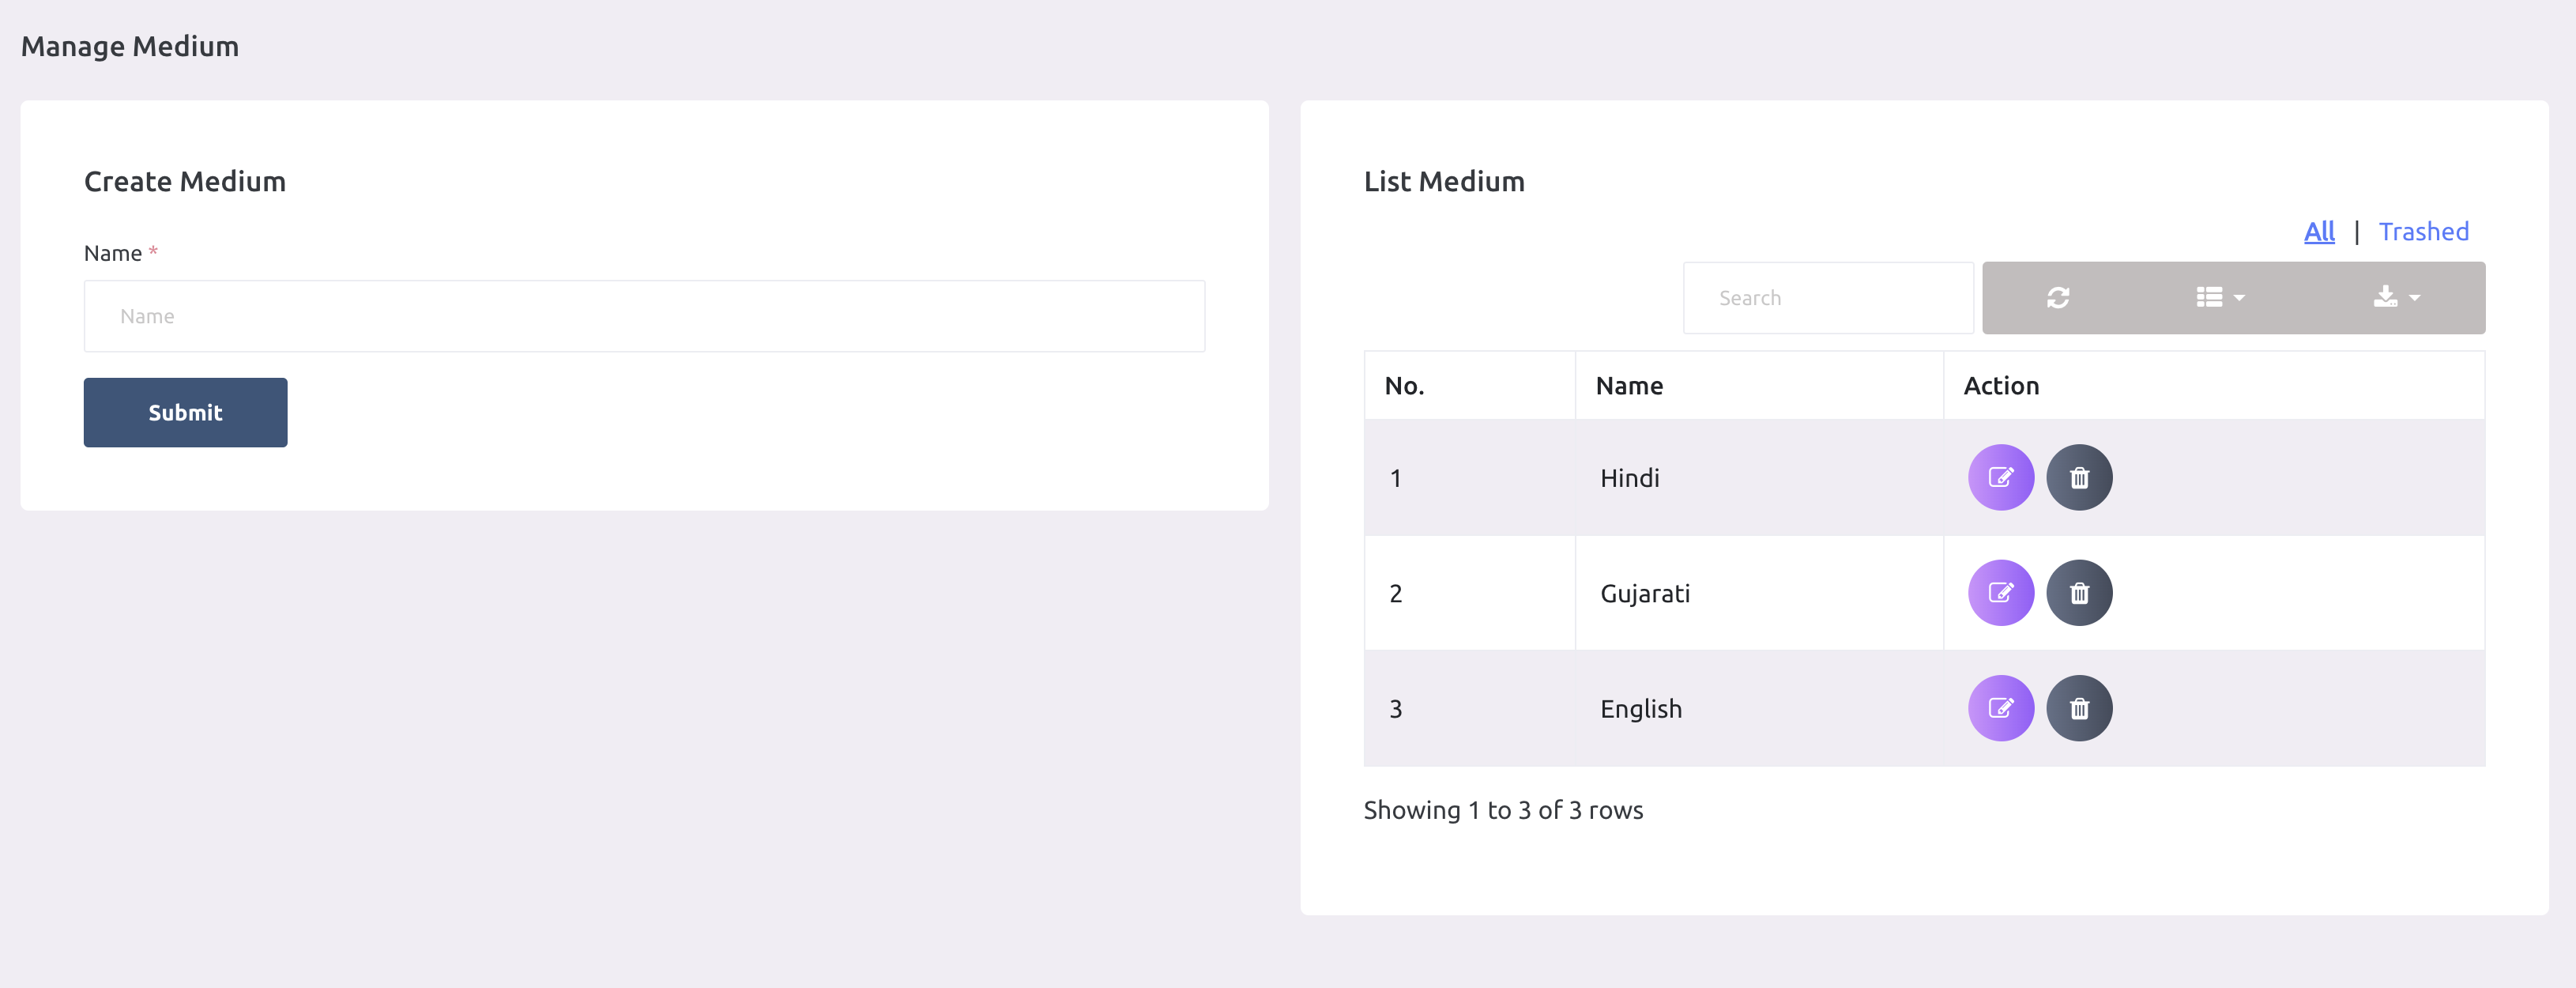 Manage Medium
Create Medium
Name *
Name
Submit
List Medium
All | Trashed
Search
No. Name Action
1 Hindi
2 Gujarati
3 English
Showing 1 to 3 of 3 rows